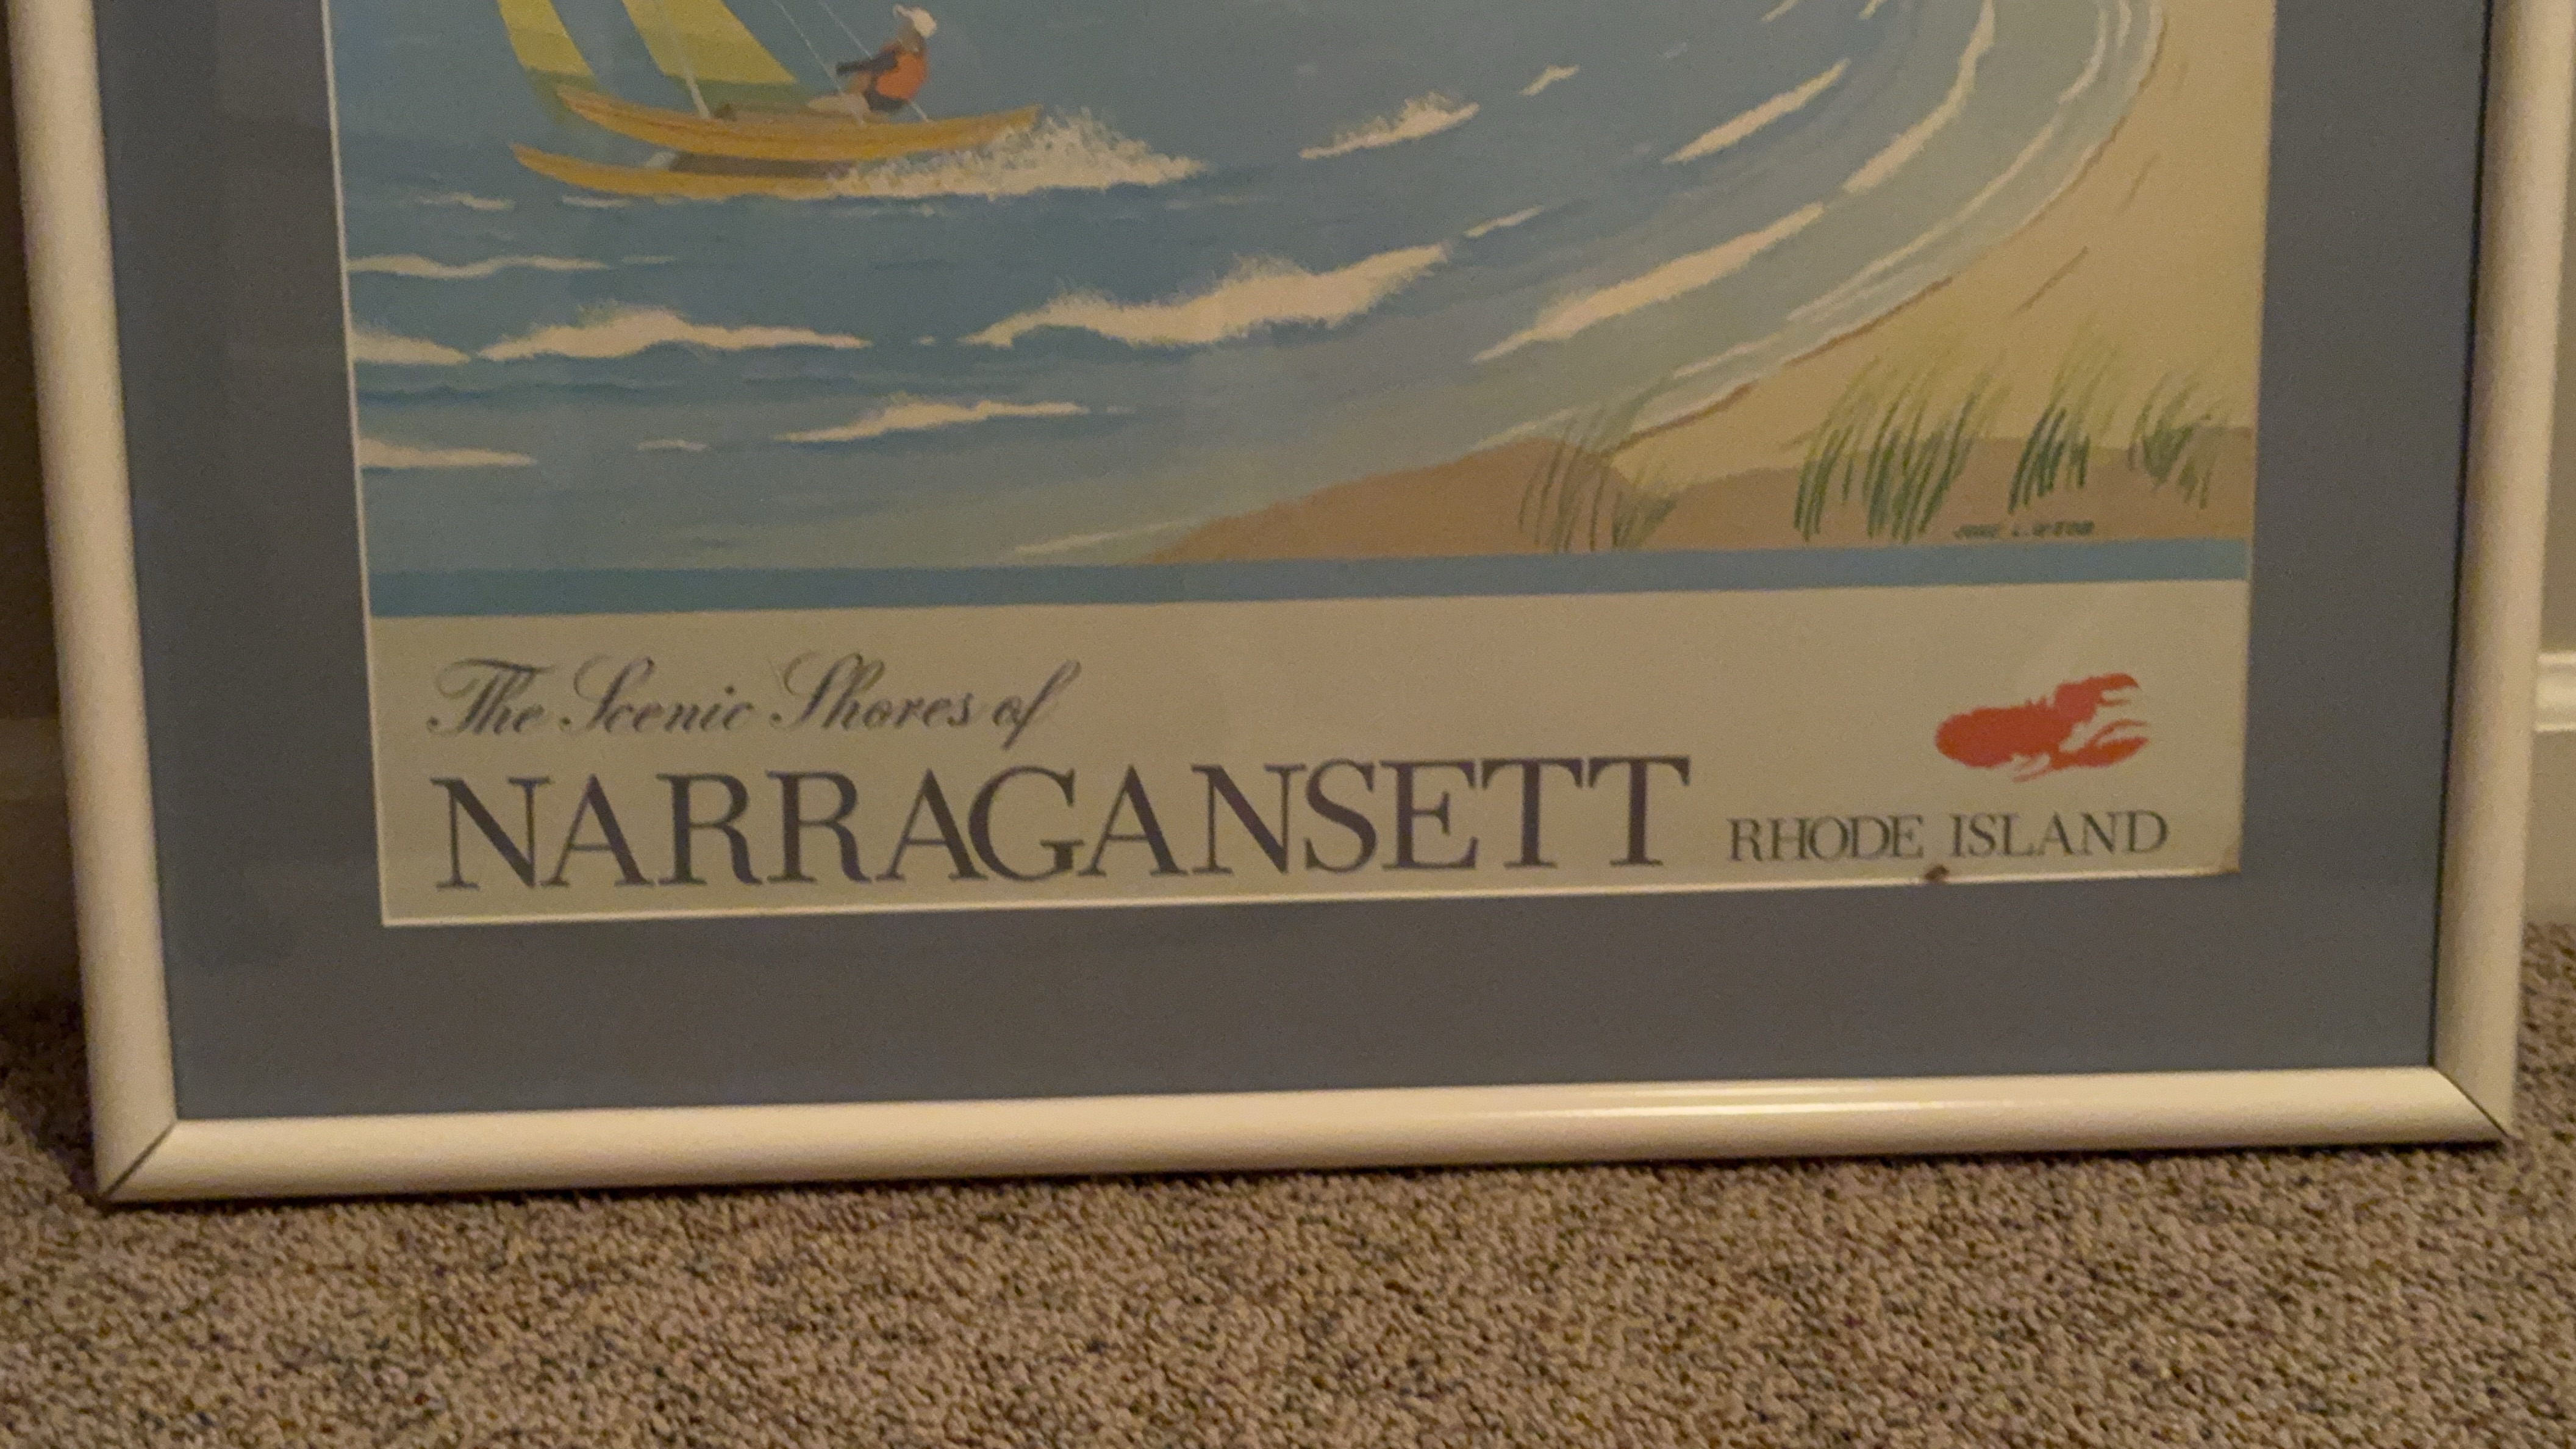 The Scenic Shores of
NARRAGANSETT RHODE ISLAND